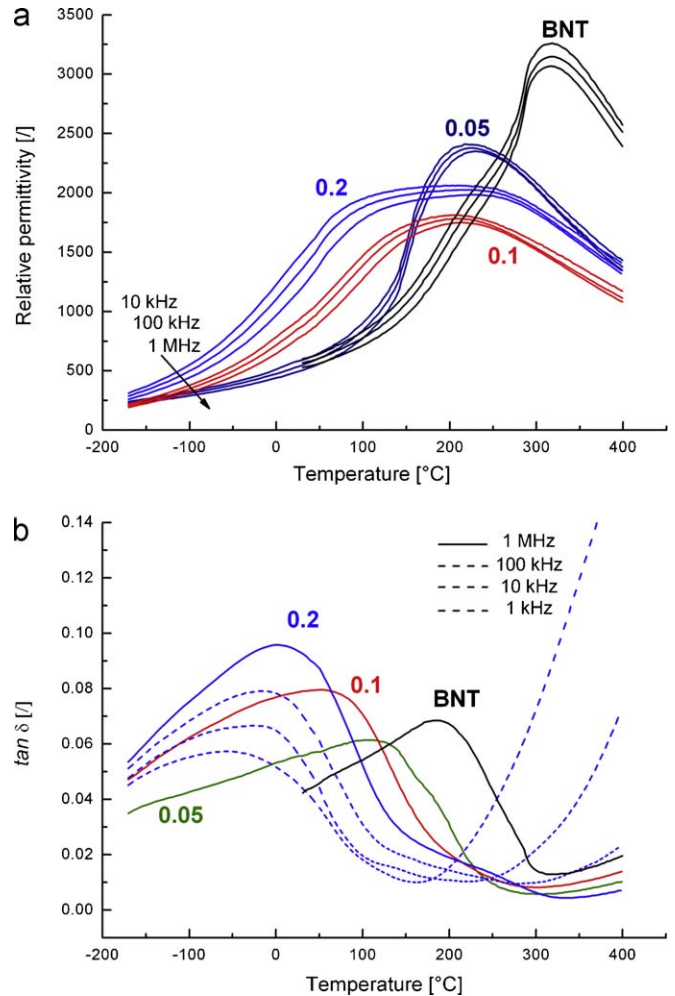 a
3500
3000
2500
2000
1500
1000
500
0
Relative permittivity [/]
BNT
0.05
0.2
0.1
10 kHz
100 kHz
1 MHz
-200
-100
0
100
200
300
400
Temperature [°C]
b
0.14
0.12
0.10
0.08
0.06
0.04
0.02
0.00
tan δ [/]
1 MHz
100 kHz
10 kHz
1 kHz
0.2
0.1
BNT
0.05
-200
-100
0
100
200
300
400
Temperature [°C]